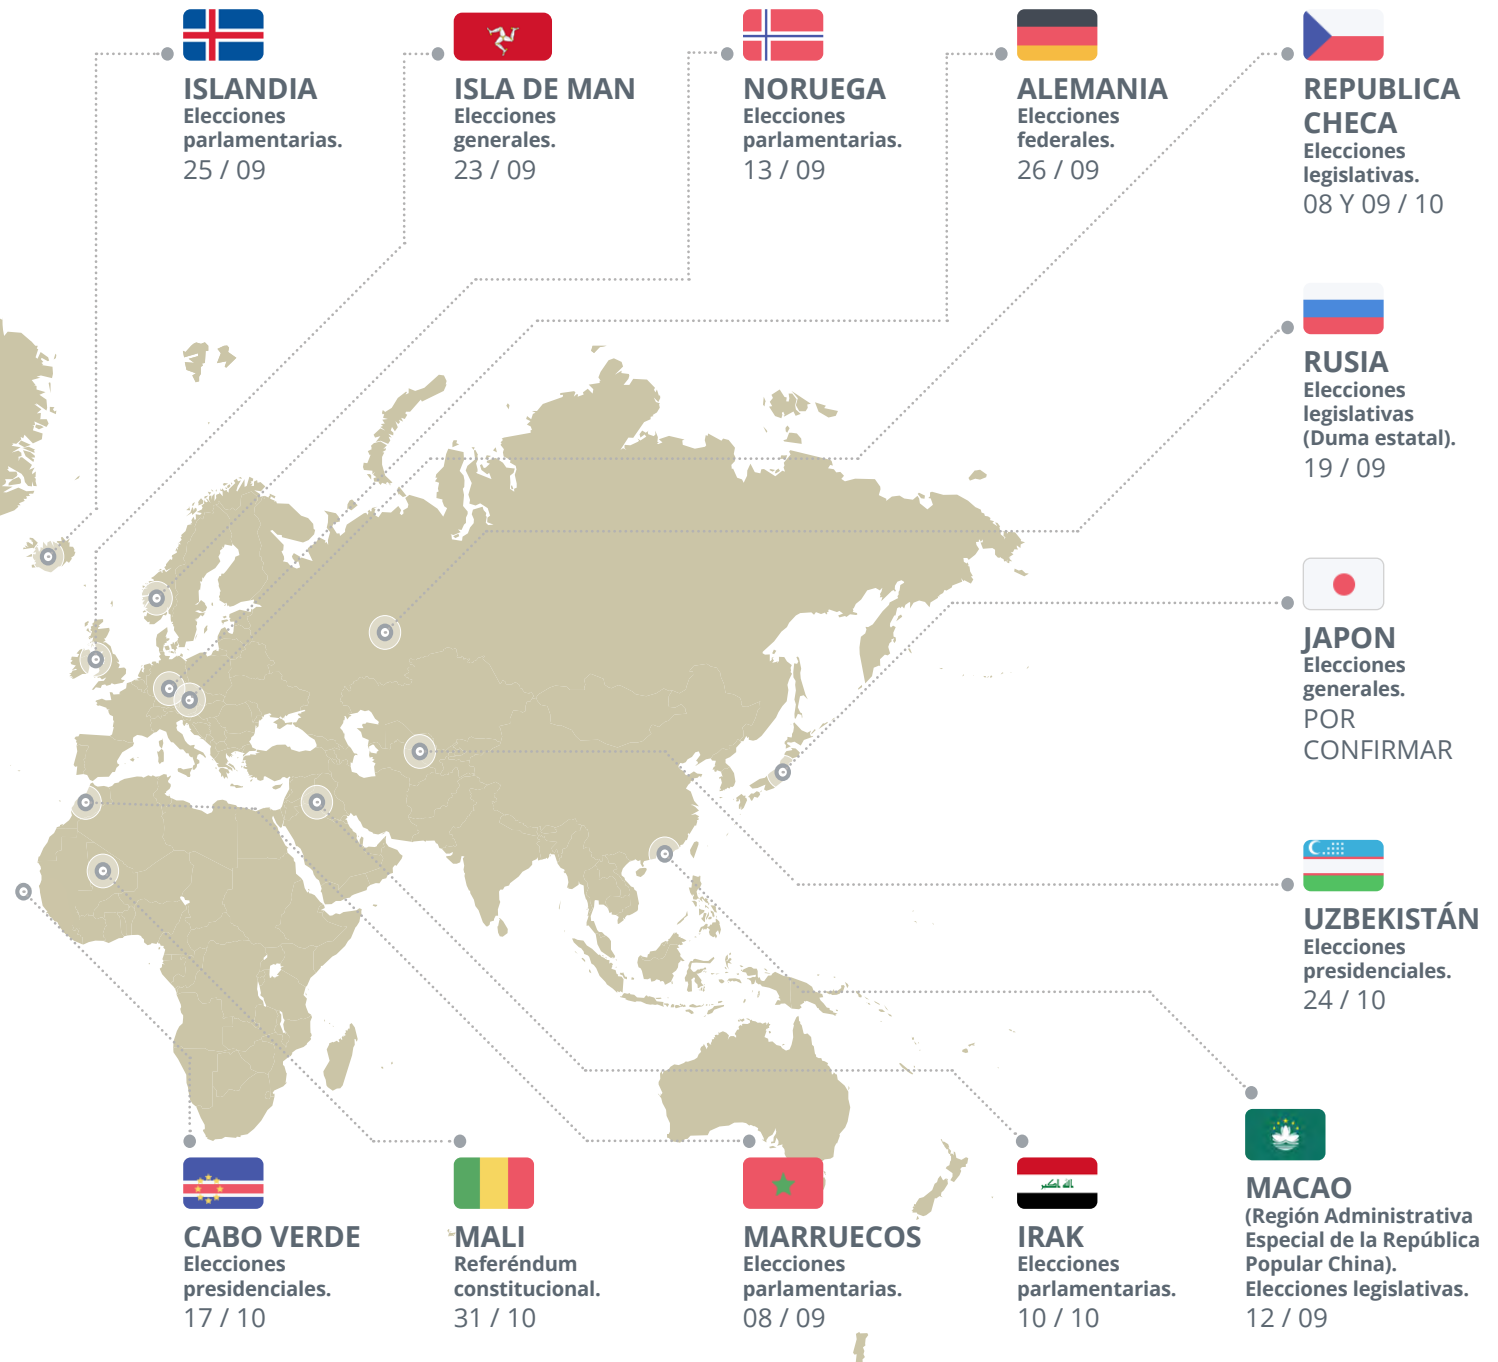 ISLANDIA
Elecciones
parlamentarias.
25 / 09
ISLA DE MAN
Elecciones
generales.
23 / 09
NORUEGA
Elecciones
parlamentarias.
13 / 09
ALEMANIA
Elecciones
federales.
26 / 09
REPUBLICA
CHECA
Elecciones
legislativas.
08 Y 09 / 10
RUSIA
Elecciones
legislativas
(Duma estatal).
19 / 09
JAPON
Elecciones
generales.
POR
CONFIRMAR
UZBEKISTÁN
Elecciones
presidenciales.
24 / 10
CABO VERDE
Elecciones
presidenciales.
17 / 10
MALI
Referéndum
constitucional.
31 / 10
MARRUECOS
Elecciones
parlamentarias.
08 / 09
الله اكبر
IRAK
Elecciones
parlamentarias.
10 / 10
MACAO
(Región Administrativa
Especial de la República
Popular China).
Elecciones legislativas.
12 / 09